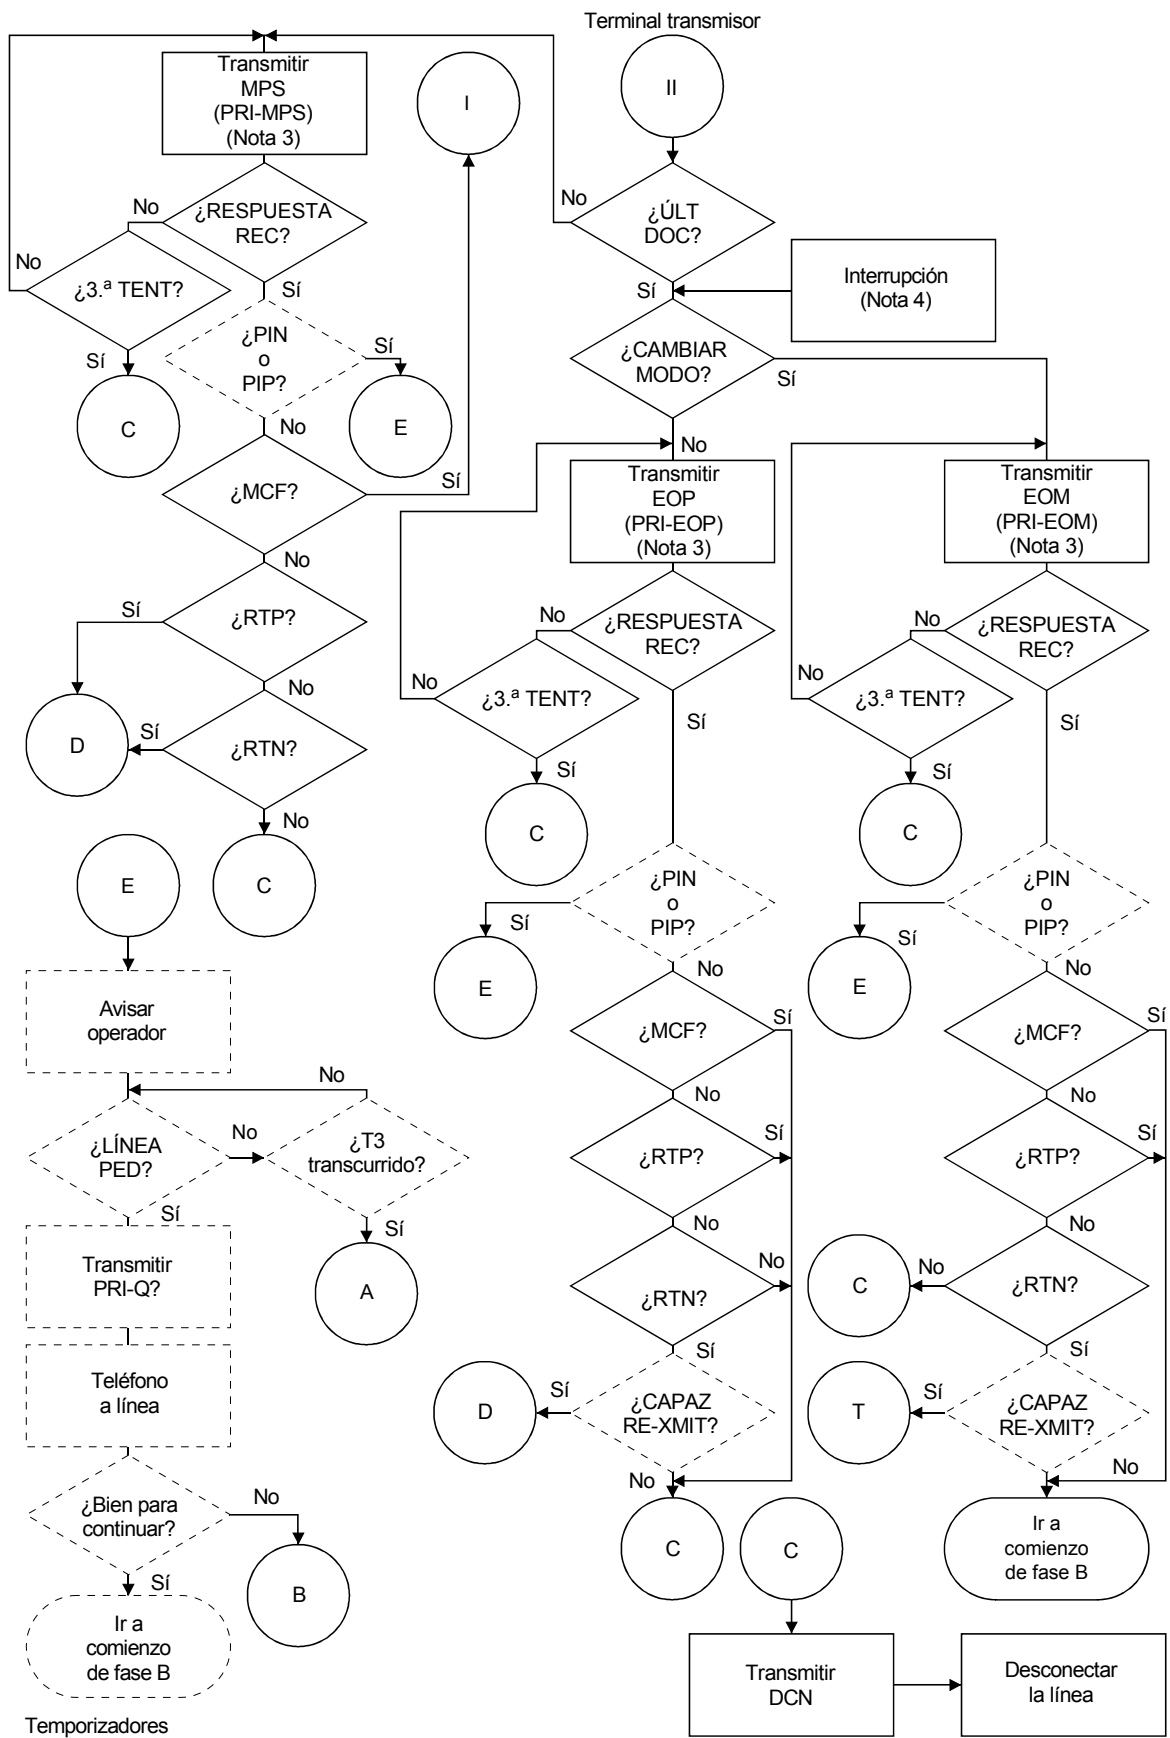 Terminal transmisor
Transmitir
MPS
(PRI-MPS)
(Nota 3)
I
II
No
¿RESPUESTA
REC?
No
¿3.ª TENT?
Sí
Sí
C
¿PIN
o
PIP?
Sí
E
No
¿MCF?
Sí
No
¿RTP?
Sí
No
¿RTN?
Sí
D
No
C
No
¿ÚLT
DOC?
Sí
Interrupción
(Nota 4)
¿CAMBIAR
MODO?
Sí
No
Transmitir
EOP
(PRI-EOP)
(Nota 3)
No
¿RESPUESTA
REC?
No
¿3.ª TENT?
Sí
Sí
C
¿PIN
o
PIP?
Sí
E
No
¿MCF?
Sí
No
¿RTP?
Sí
No
No
¿RTN?
Sí
¿CAPAZ
RE-XMIT?
Sí
D
No
C
Transmitir
EOM
(PRI-EOM)
(Nota 3)
No
¿RESPUESTA
REC?
No
¿3.ª TENT?
Sí
Sí
C
¿PIN
o
PIP?
Sí
E
No
¿MCF?
Sí
No
¿RTP?
Sí
No
¿RTN?
No
C
Sí
¿CAPAZ
RE-XMIT?
Sí
T
No
Ir a
comienzo
de fase B
E
Avisar
operador
No
¿LÍNEA
PED?
No
¿T3
transcurrido?
Sí
Sí
A
Transmitir
PRI-Q?
Teléfono
a línea
¿Bien para
continuar?
No
B
Sí
Ir a
comienzo
de fase B
C
Transmitir
DCN
Desconectar
la línea
Temporizadores